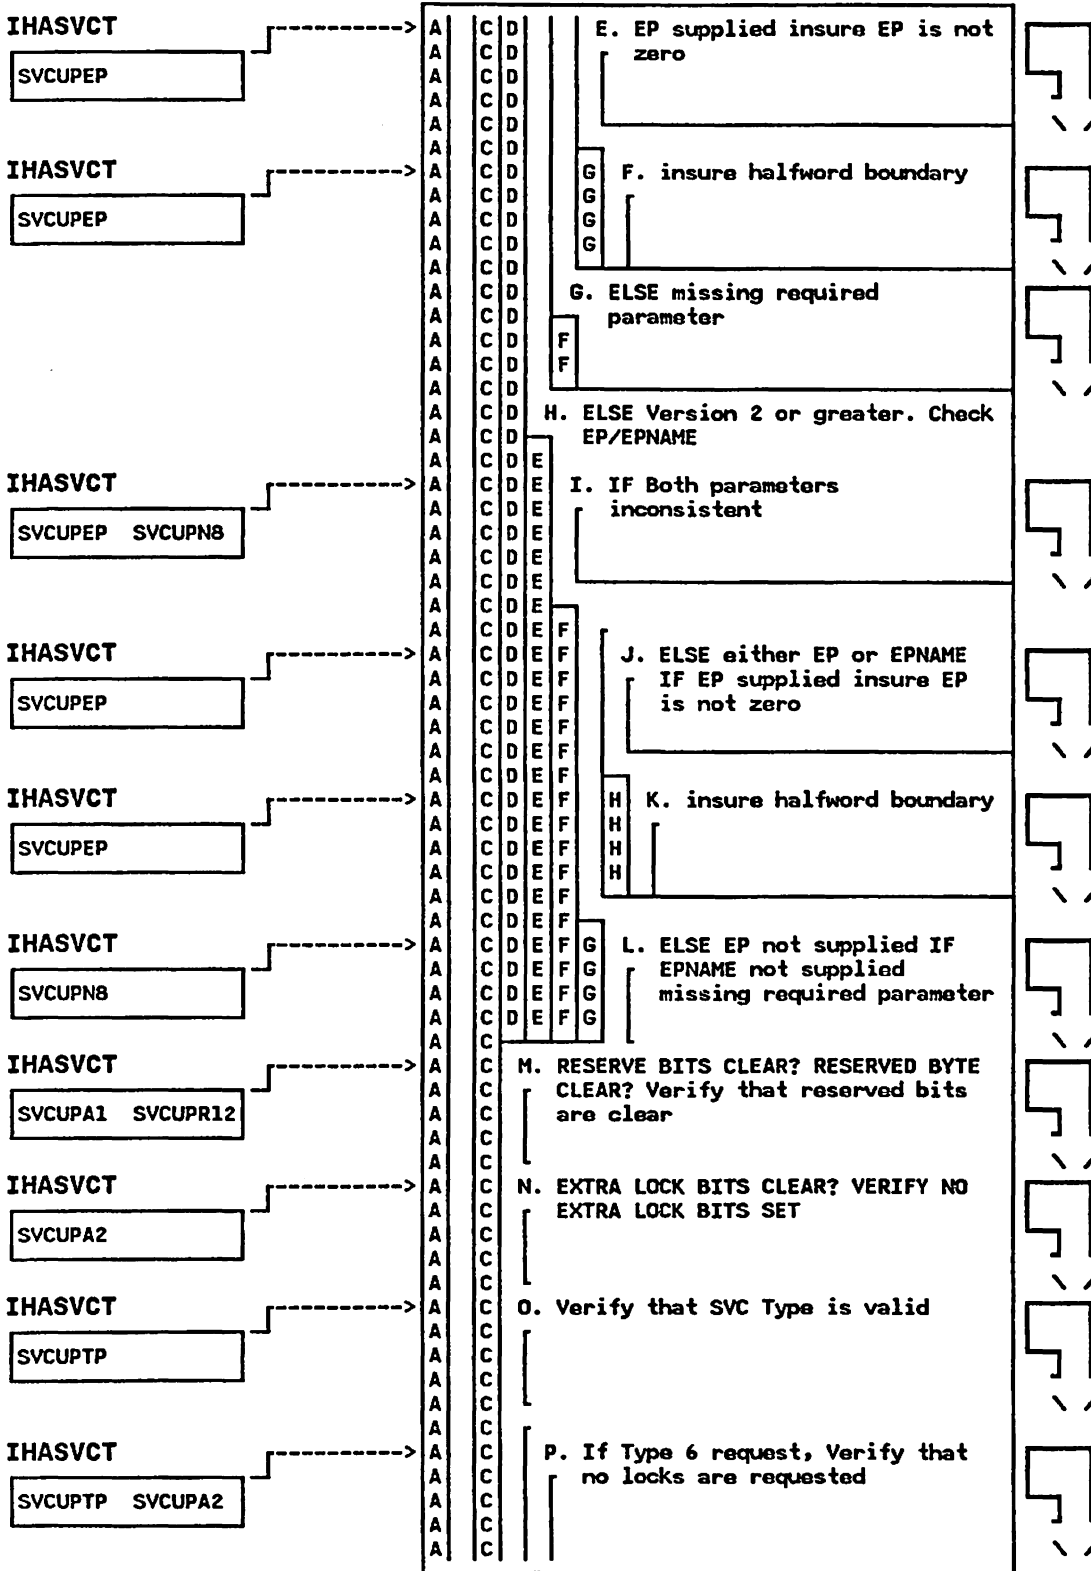 IHASVCT
SVCUPEP
E. EP supplied insure EP is not
zero
IHASVCT
SVCUPEP
F. insure halfword boundary
G. ELSE missing required
parameter
H. ELSE Version 2 or greater. Check
EP/EPNAME
IHASVCT
SVCUPEP SVCUPN8
I. IF Both parameters
inconsistent
IHASVCT
SVCUPEP
J. ELSE either EP or EPNAME
IF EP supplied insure EP
is not zero
IHASVCT
SVCUPEP
K. insure halfword boundary
IHASVCT
SVCUPN8
L. ELSE EP not supplied IF
EPNAME not supplied
missing required parameter
IHASVCT
SVCUPA1 SVCUPR12
M. RESERVE BITS CLEAR? RESERVED BYTE
CLEAR? Verify that reserved bits
are clear
IHASVCT
SVCUPA2
N. EXTRA LOCK BITS CLEAR? VERIFY NO
EXTRA LOCK BITS SET
IHASVCT
SVCUPTP
O. Verify that SVC Type is valid
IHASVCT
SVCUPTP SVCUPA2
P. If Type 6 request, Verify that
no locks are requested